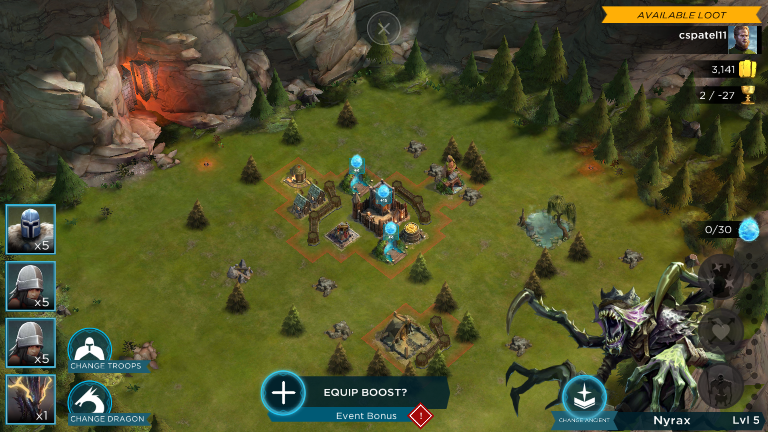 AVAILABLE LOOT
cspatel11
3,141
2 / -27
x5
0/30
x5
x5
CHANGE TROOPS
x1
CHANGE DRAGON
EQUIP BOOST?
Event Bonus
CHANGE ANCIENT
Nyrax Lvl 5